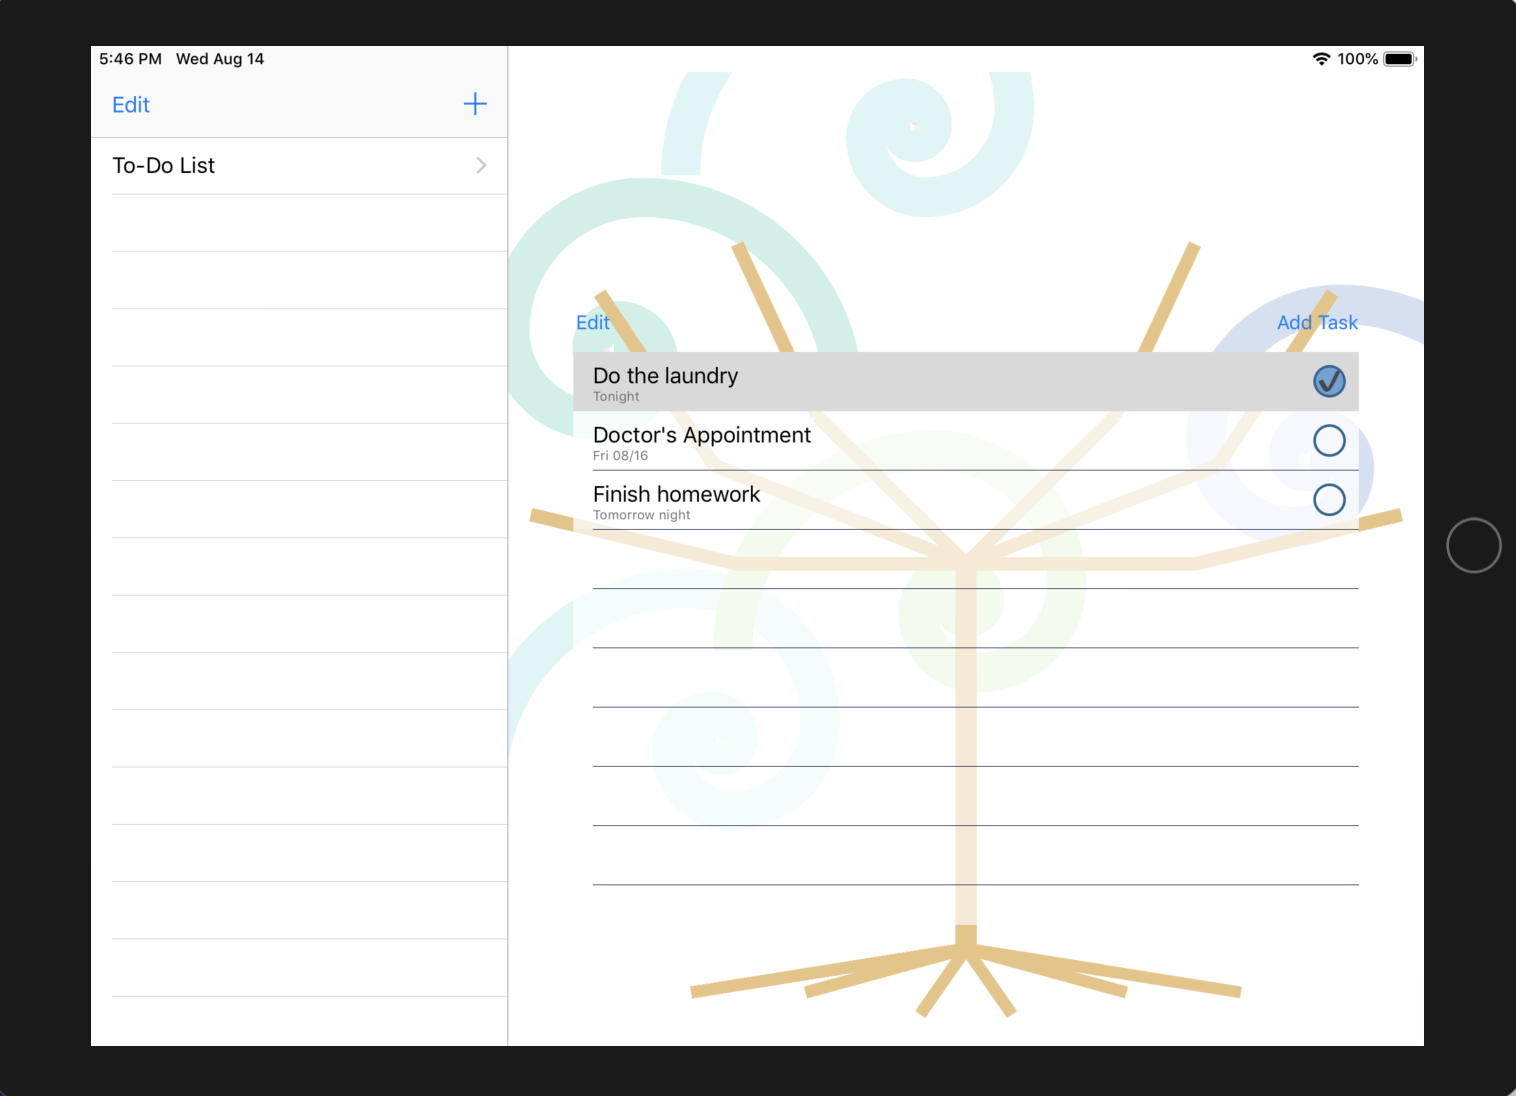 5:46 PM Wed Aug 14
100%
Edit
To-Do List
Edit
Add Task
Do the laundry
Tonight
Doctor's Appointment
Fri 08/16
Finish homework
Tomorrow night